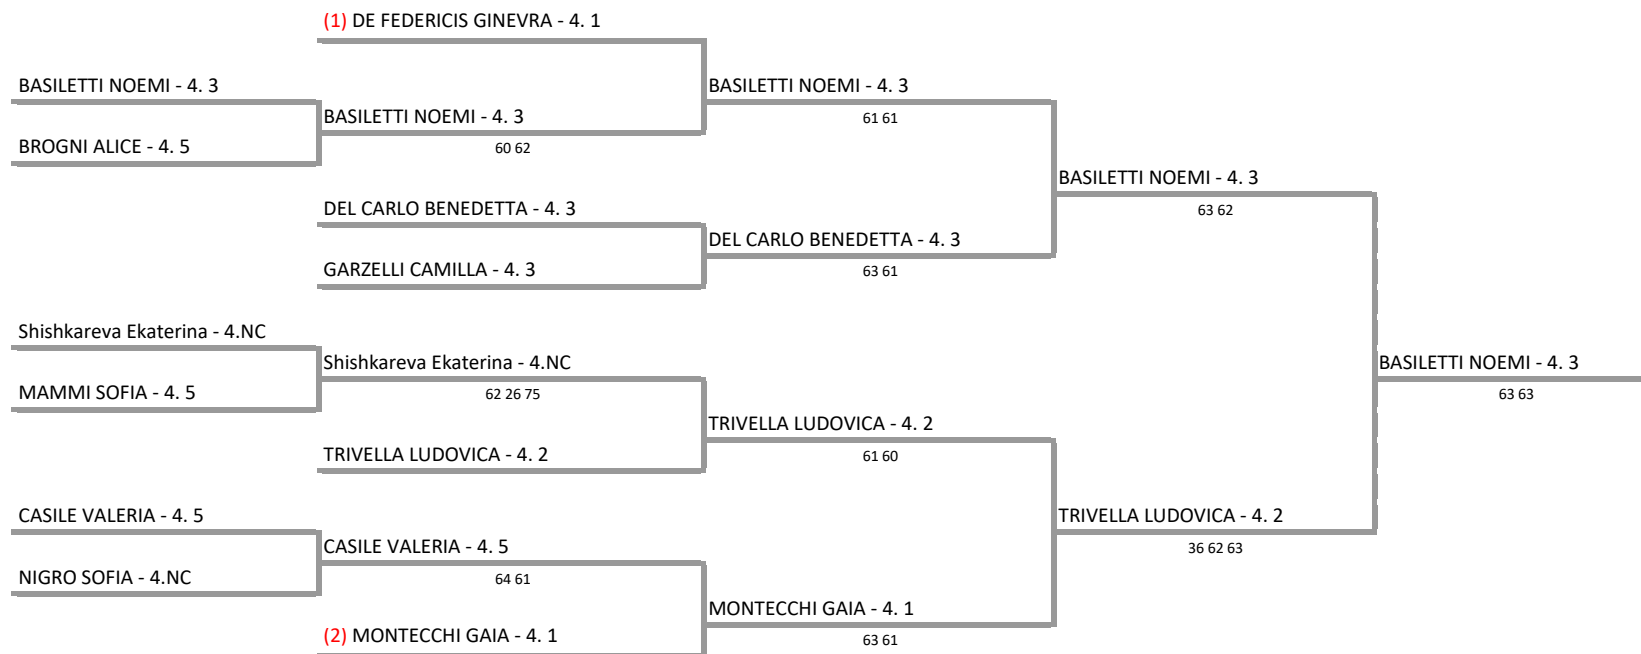 (1) DE FEDERICIS GINEVRA - 4. 1
BASILETTI NOEMI - 4. 3
BASILETTI NOEMI - 4. 3
BASILETTI NOEMI - 4. 3
61 61
BROGNI ALICE - 4. 5
60 62
BASILETTI NOEMI - 4. 3
63 62
DEL CARLO BENEDETTA - 4. 3
DEL CARLO BENEDETTA - 4. 3
63 61
GARZELLI CAMILLA - 4. 3
Shishkareva Ekaterina - 4.NC
Shishkareva Ekaterina - 4.NC
62 26 75
BASILETTI NOEMI - 4. 3
63 63
MAMMI SOFIA - 4. 5
TRIVELLA LUDOVICA - 4. 2
61 60
TRIVELLA LUDOVICA - 4. 2
CASILE VALERIA - 4. 5
TRIVELLA LUDOVICA - 4. 2
36 62 63
CASILE VALERIA - 4. 5
64 61
NIGRO SOFIA - 4.NC
MONTECCHI GAIA - 4. 1
63 61
(2) MONTECCHI GAIA - 4. 1